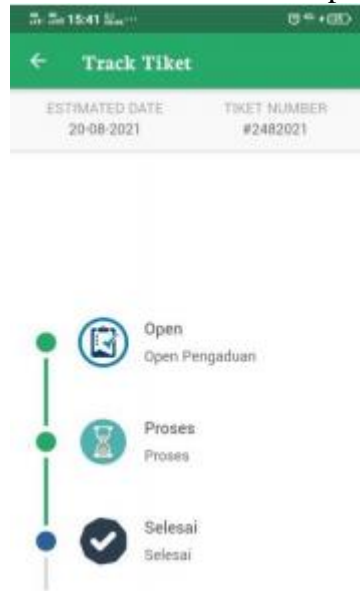 15:41
Track Tiket
ESTIMATED DATE
20-08-2021
TIKET NUMBER
#2482021
Open
Open Pengaduan
Proses
Proses
Selesai
Selesai